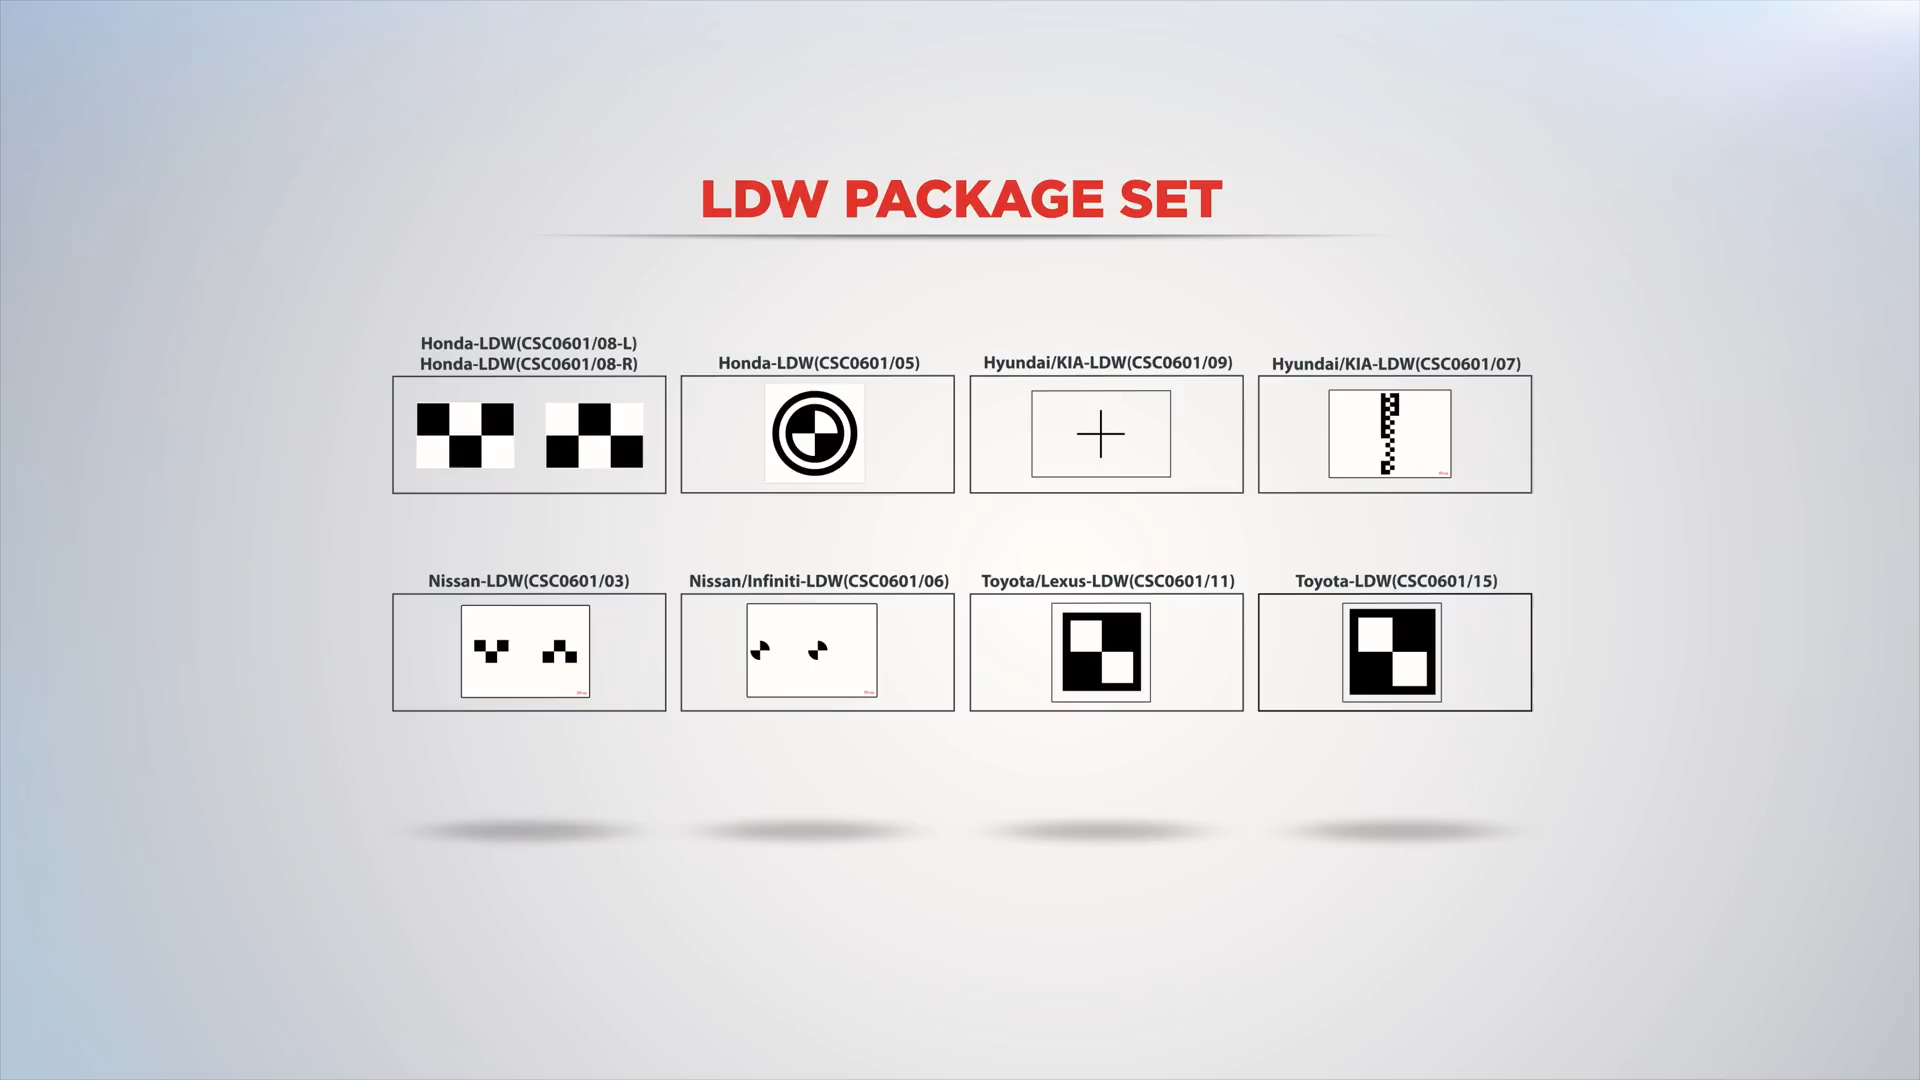 LDW PACKAGE SET
Honda-LDW(CSC0601/08-L)
Honda-LDW(CSC0601/08-R)
Honda-LDW(CSC0601/05)
Hyundai/KIA-LDW(CSC0601/09)
Hyundai/KIA-LDW(CSC0601/07)
Nissan-LDW(CSC0601/03)
Nissan/Infiniti-LDW(CSC0601/06)
Toyota/Lexus-LDW(CSC0601/11)
Toyota-LDW(CSC0601/15)